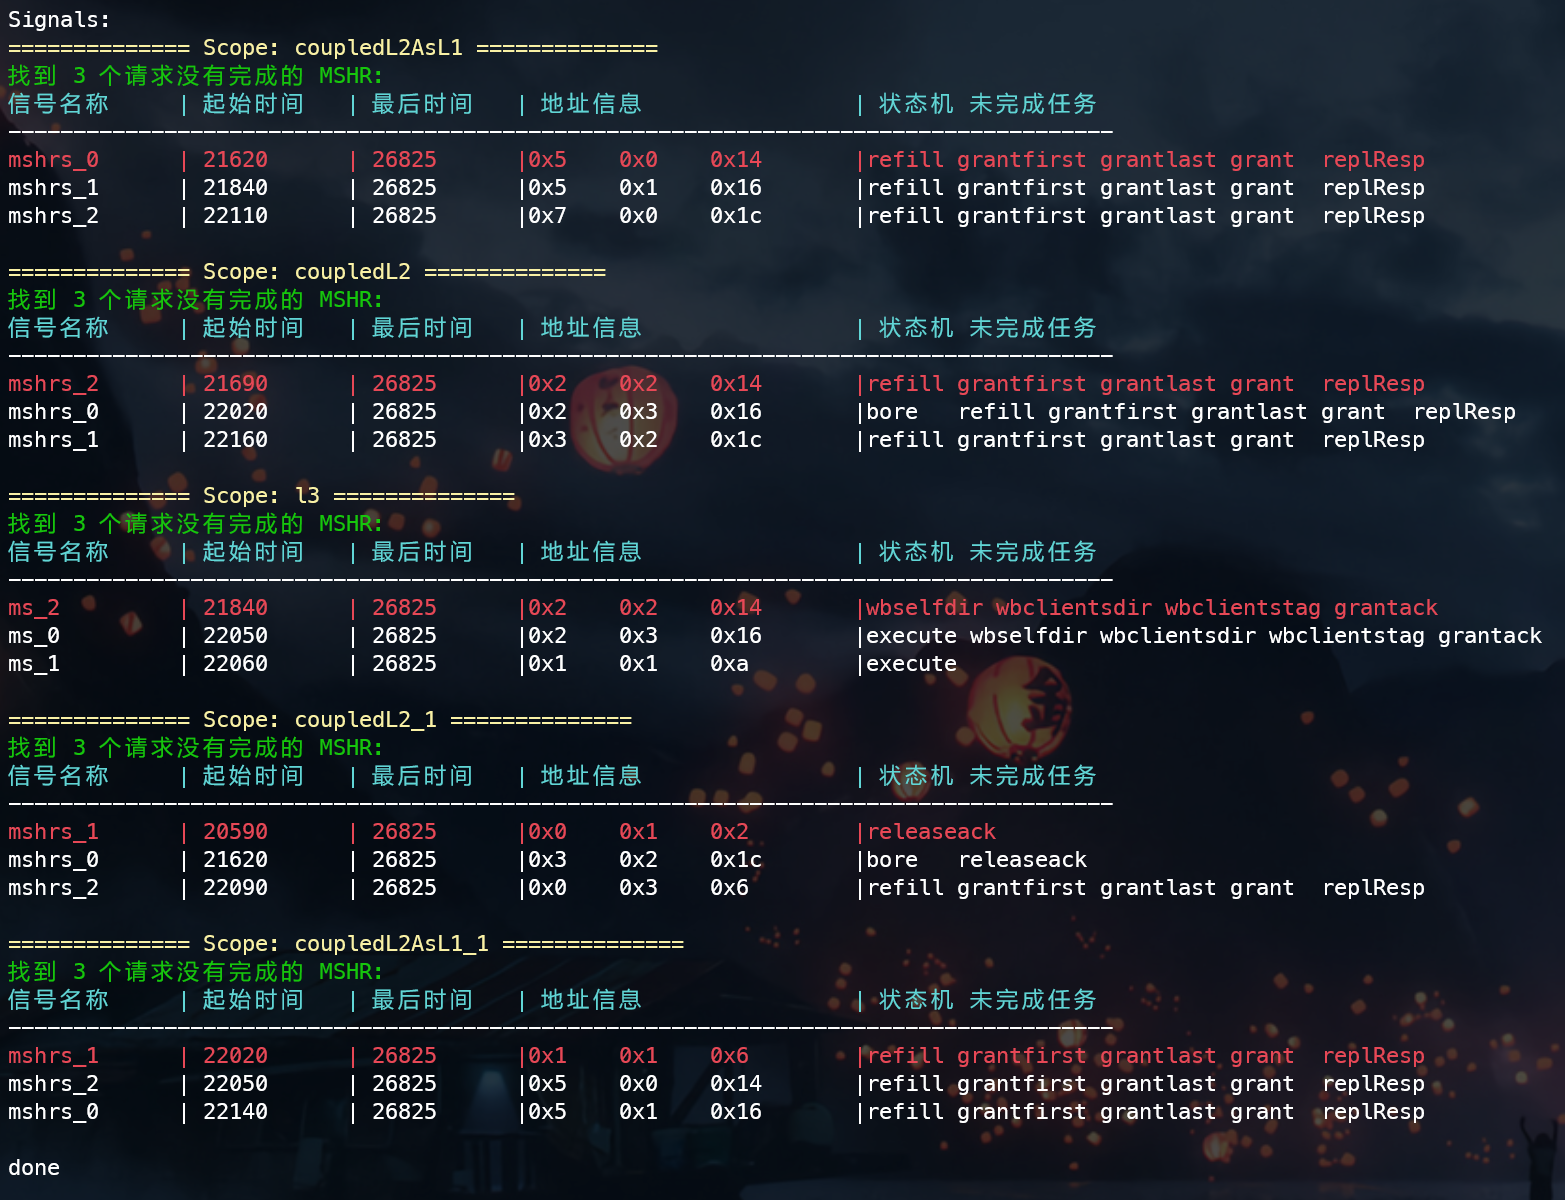 Signals:
============== Scope: coupledL2AsL1 ==============
找到 3 个请求没有完成的 MSHR:
信号名称 | 起始时间 | 最后时间 | 地址信息 | 状态机 未完成任务
-------------------------------------------------------------------------------------
mshrs_0 | 21620 | 26825 |0x5 0x0 0x14 |refill grantfirst grantlast grant replResp
mshrs_1 | 21840 | 26825 |0x5 0x1 0x16 |refill grantfirst grantlast grant replResp
mshrs_2 | 22110 | 26825 |0x7 0x0 0x1c |refill grantfirst grantlast grant replResp
============== Scope: coupledL2 ==============
找到 3 个请求没有完成的 MSHR:
信号名称 | 起始时间 | 最后时间 | 地址信息 | 状态机 未完成任务
-------------------------------------------------------------------------------------
mshrs_2 | 21690 | 26825 |0x2 0x2 0x14 |refill grantfirst grantlast grant replResp
mshrs_0 | 22020 | 26825 |0x2 0x3 0x16 |bore refill grantfirst grantlast grant replResp
mshrs_1 | 22160 | 26825 |0x3 0x2 0x1c |refill grantfirst grantlast grant replResp
============== Scope: l3 ==============
找到 3 个请求没有完成的 MSHR:
信号名称 | 起始时间 | 最后时间 | 地址信息 | 状态机 未完成任务
-------------------------------------------------------------------------------------
ms_2 | 21840 | 26825 |0x2 0x2 0x14 |wbselfdir wbclientsdir wbclientstag grantack
ms_0 | 22050 | 26825 |0x2 0x3 0x16 |execute wbselfdir wbclientsdir wbclientstag grantack
ms_1 | 22060 | 26825 |0x1 0x1 0xa |execute
============== Scope: coupledL2_1 ==============
找到 3 个请求没有完成的 MSHR:
信号名称 | 起始时间 | 最后时间 | 地址信息 | 状态机 未完成任务
-------------------------------------------------------------------------------------
mshrs_1 | 20590 | 26825 |0x0 0x1 0x2 |releaseack
mshrs_0 | 21620 | 26825 |0x3 0x2 0x1c |bore releaseack
mshrs_2 | 22090 | 26825 |0x0 0x3 0x6 |refill grantfirst grantlast grant replResp
============== Scope: coupledL2AsL1_1 ==============
找到 3 个请求没有完成的 MSHR:
信号名称 | 起始时间 | 最后时间 | 地址信息 | 状态机 未完成任务
-------------------------------------------------------------------------------------
mshrs_1 | 22020 | 26825 |0x1 0x1 0x6 |refill grantfirst grantlast grant replResp
mshrs_2 | 22050 | 26825 |0x5 0x0 0x14 |refill grantfirst grantlast grant replResp
mshrs_0 | 22140 | 26825 |0x5 0x1 0x16 |refill grantfirst grantlast grant replResp
done